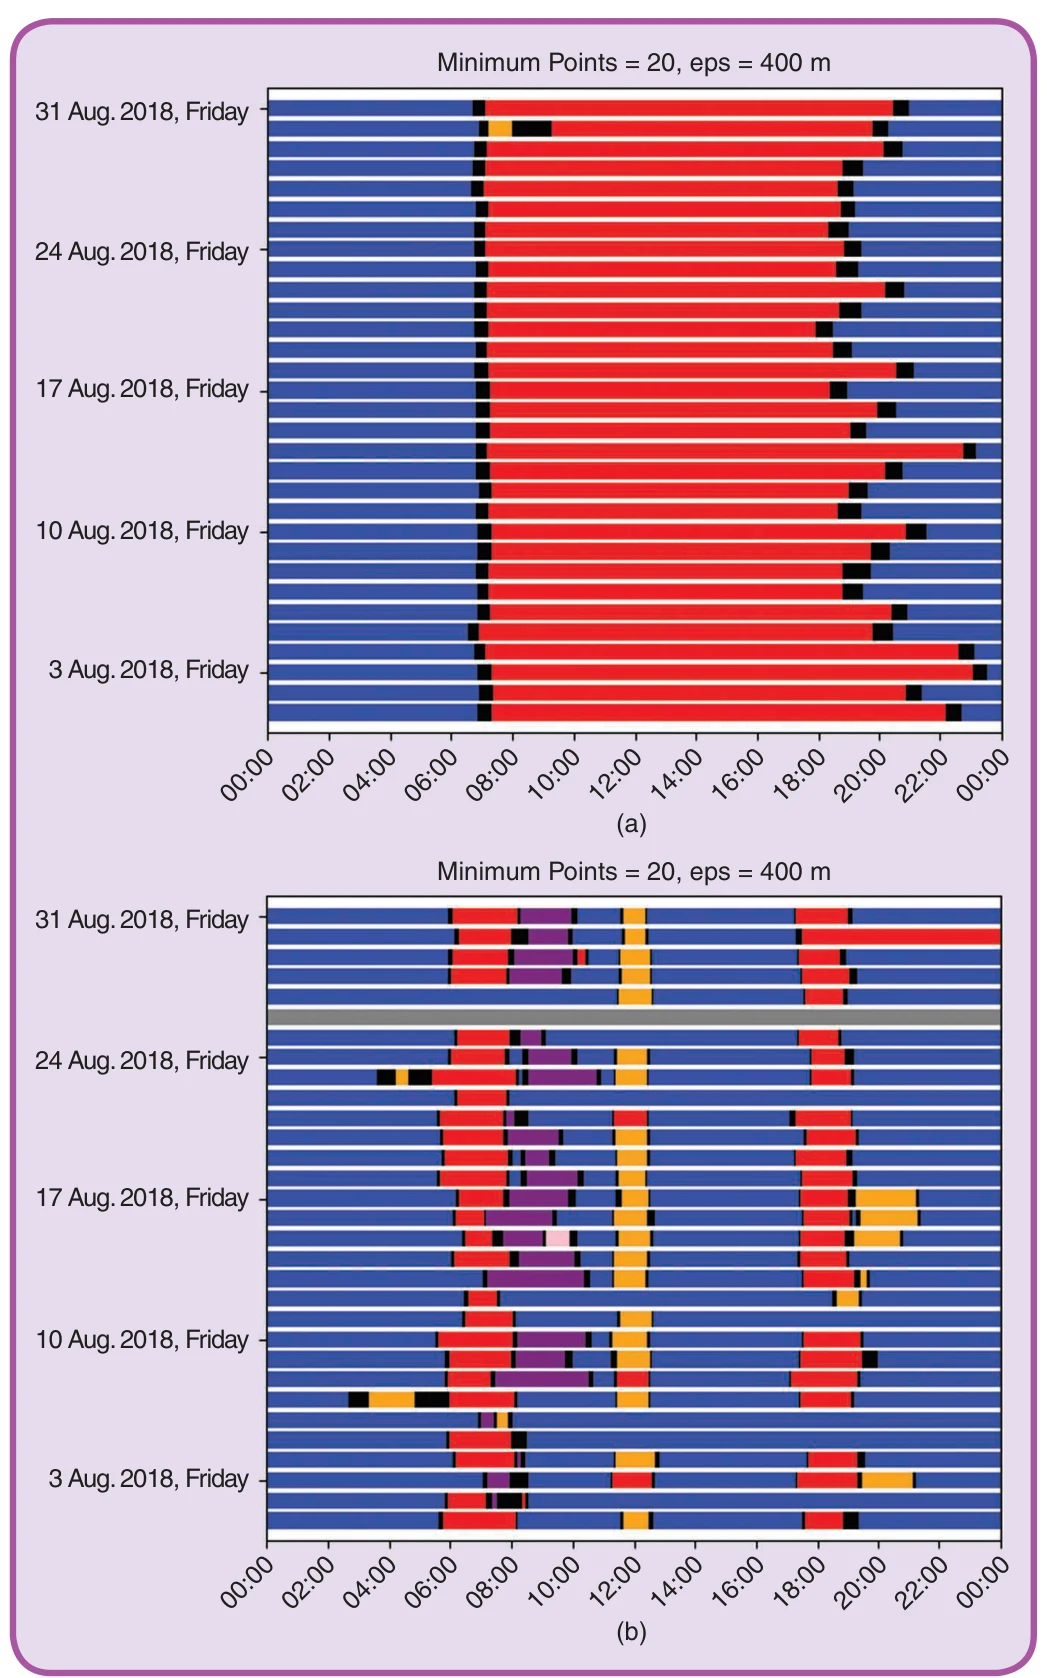 Minimum Points = 20, eps = 400 m
31 Aug. 2018, Friday
24 Aug. 2018, Friday
17 Aug. 2018, Friday
10 Aug. 2018, Friday
3 Aug. 2018, Friday
00:00 02:00 04:00 06:00 08:00 10:00 12:00 14:00 16:00 18:00 20:00 22:00 00:00
(a)
Minimum Points = 20, eps = 400 m
31 Aug. 2018, Friday
24 Aug. 2018, Friday
17 Aug. 2018, Friday
10 Aug. 2018, Friday
3 Aug. 2018, Friday
00:00 02:00 04:00 06:00 08:00 10:00 12:00 14:00 16:00 18:00 20:00 22:00 00:00
(b)